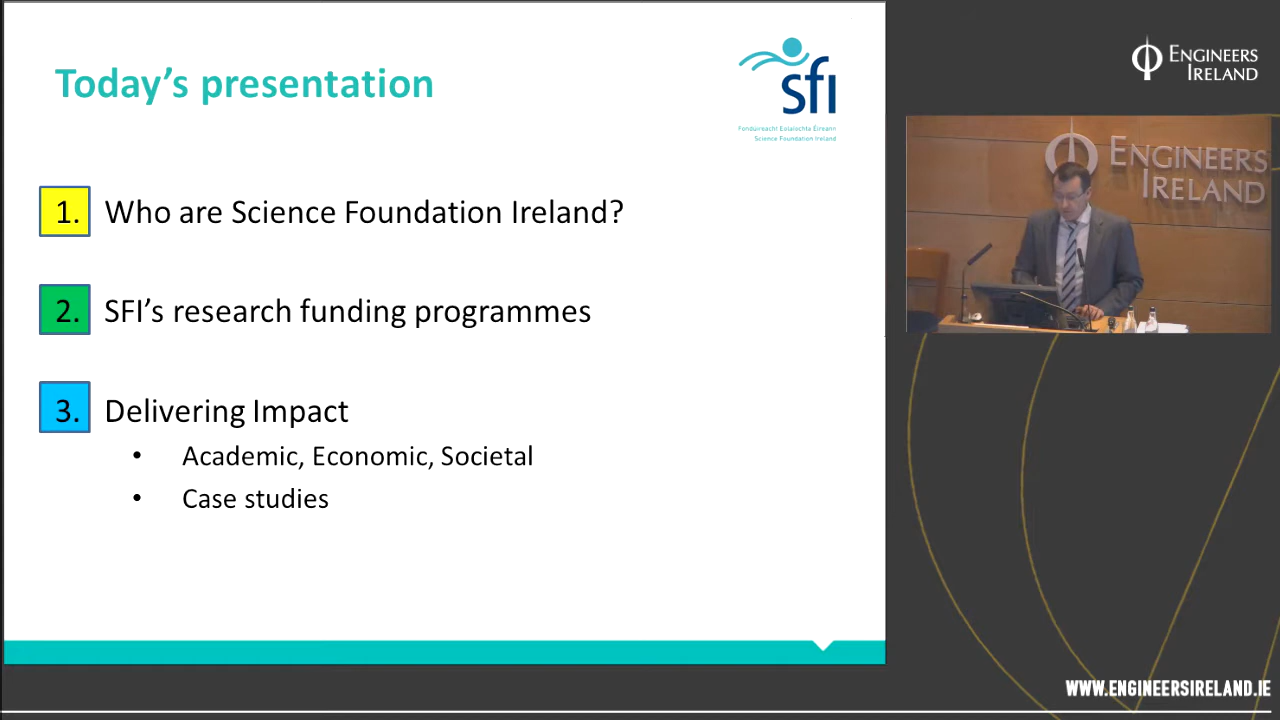 Today's presentation
sfi
Fondúireacht Eolaíochta Éireann
Science Foundation Ireland
1. Who are Science Foundation Ireland?
2. SFI's research funding programmes
3. Delivering Impact
• Academic, Economic, Societal
• Case studies
ENGINEERS
IRELAND
ENGINEERS
IRELAND
WWW.ENGINEERSIRELAND.IE